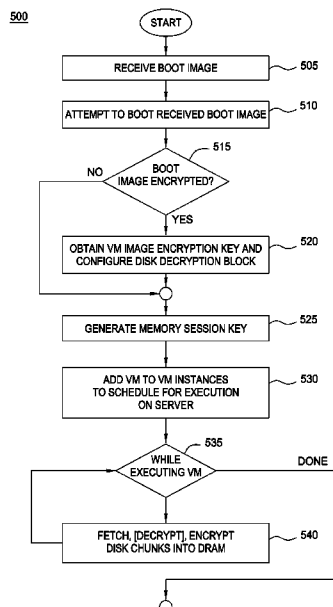 500
START
RECEIVE BOOT IMAGE
505
ATTEMPT TO BOOT RECEIVED BOOT IMAGE
510
515
BOOT
IMAGE ENCRYPTED?
NO
YES
OBTAIN VM IMAGE ENCRYPTION KEY AND
CONFIGURE DISK DECRYPTION BLOCK
520
GENERATE MEMORY SESSION KEY
525
ADD VM TO VM INSTANCES
TO SCHEDULE FOR EXECUTION
ON SERVER
530
535
WHILE
EXECUTING VM
DONE
FETCH, [DECRYPT], ENCRYPT
DISK CHUNKS INTO DRAM
540